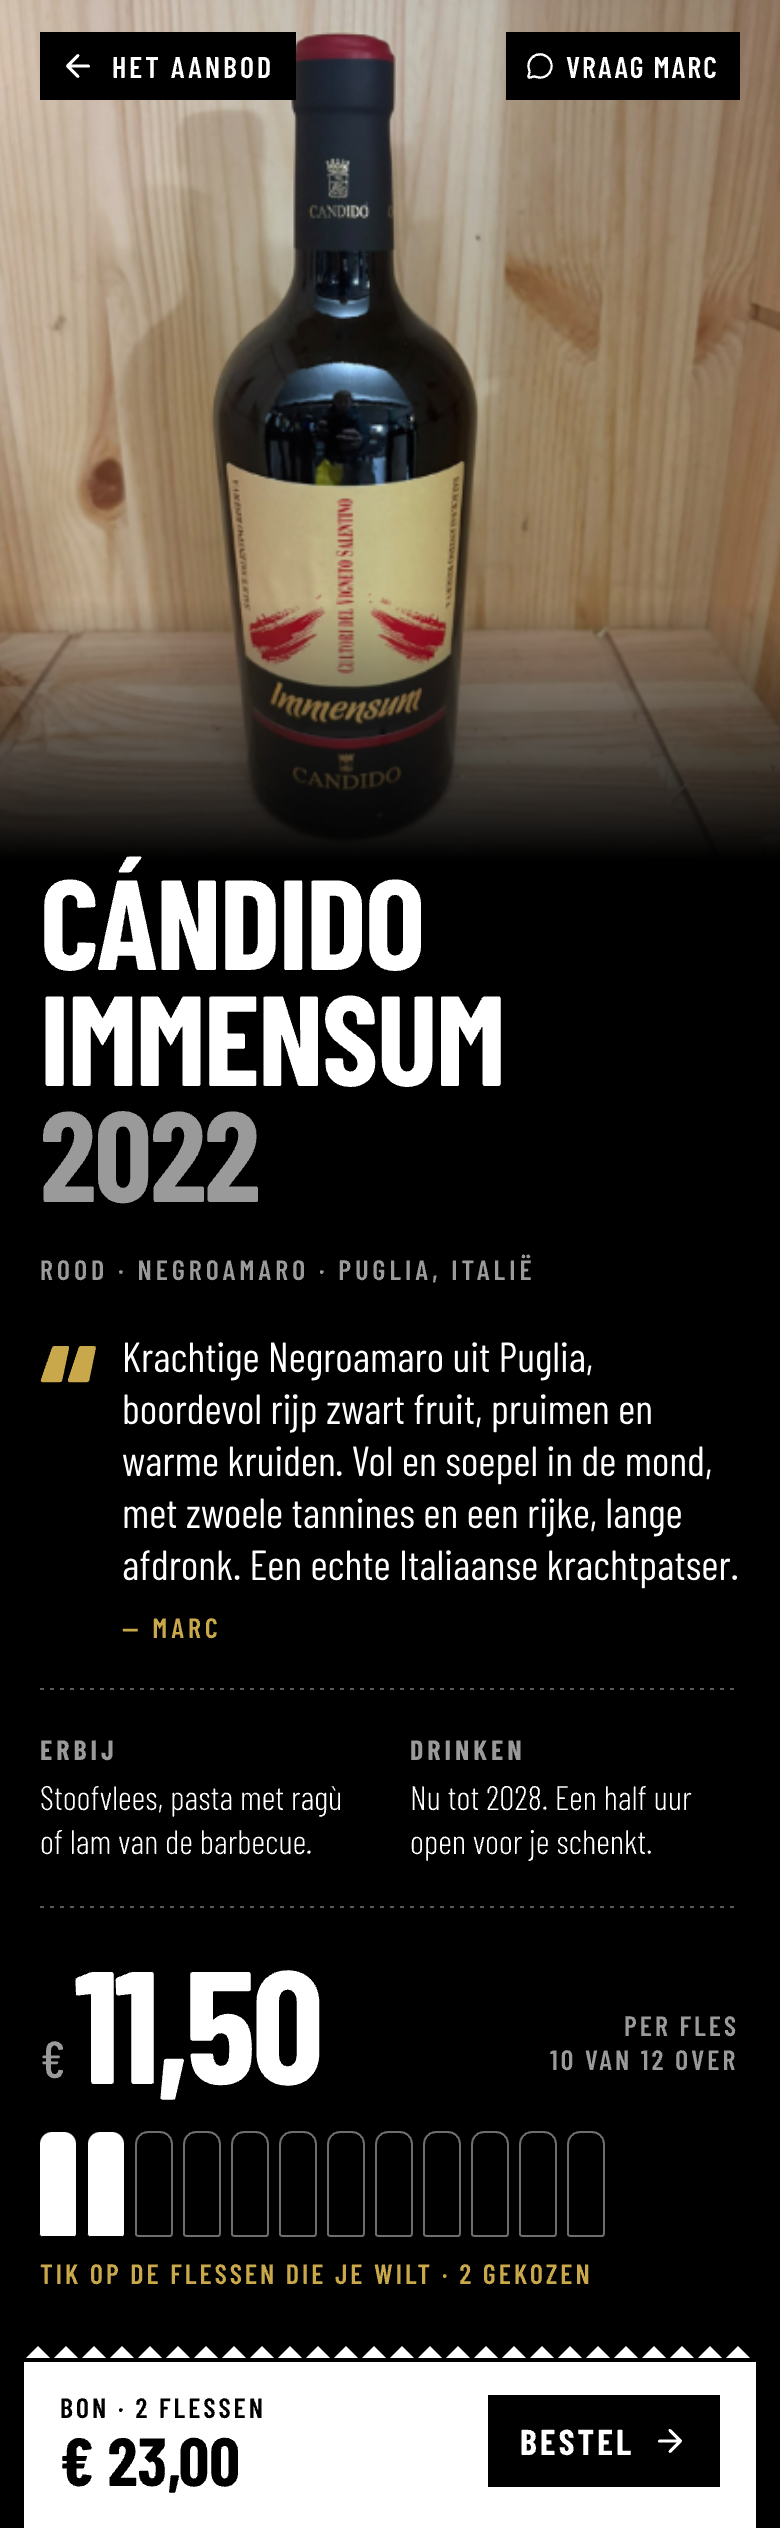 ← HET AANBOD
VRAAG MARC
CANDIDO
CULTORI DEL VIGNETO SALENTINO
Immensum
CANDIDO
CÁNDIDO
IMMENSUM
2022
ROOD · NEGROAMARO · PUGLIA, ITALIË
Krachtige Negroamaro uit Puglia,
boordevol rijp zwart fruit, pruimen en
warme kruiden. Vol en soepel in de mond,
met zwoele tannines en een rijke, lange
afdronk. Een echte Italiaanse krachtpatser.
— MARC
ERBIJ
Stoofvlees, pasta met ragù
of lam van de barbecue.
DRINKEN
Nu tot 2028. Een half uur
open voor je schenkt.
€ 11,50
PER FLES
10 VAN 12 OVER
TIK OP DE FLESSEN DIE JE WILT · 2 GEKOZEN
BON · 2 FLESSEN
€ 23,00
BESTEL →